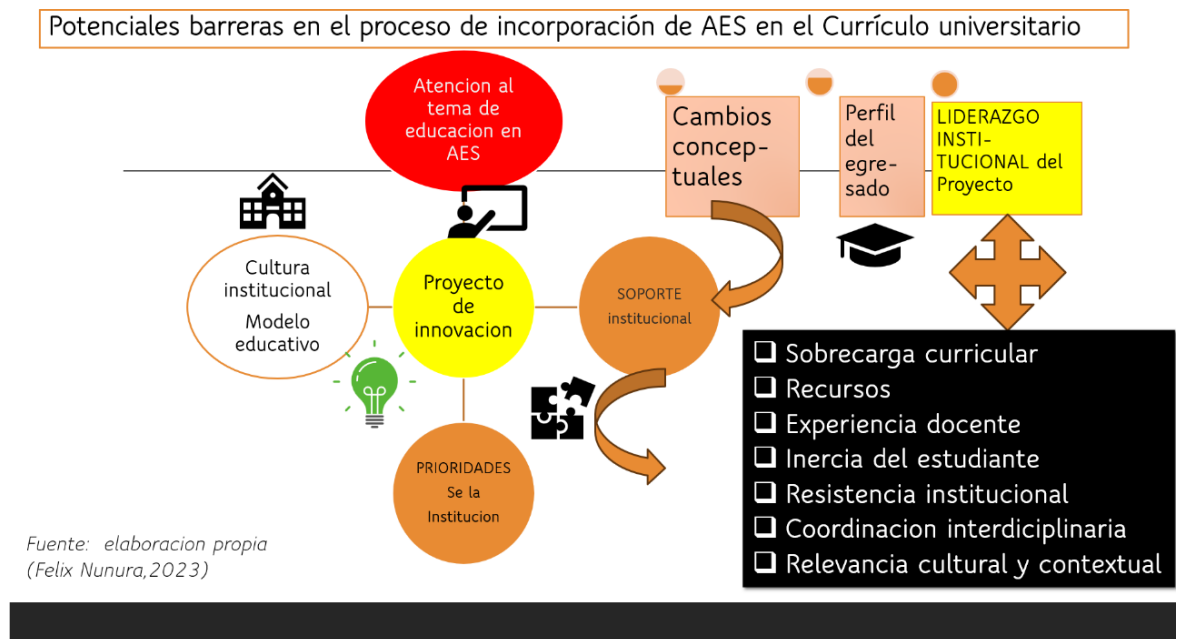 Potenciales barreras en el proceso de incorporación de AES en el Currículo universitario
Atencion al
tema de
educacion en
AES
Cambios
concep-
tuales
Perfil
del
egre-
sado
LIDERAZGO
INSTI-
TUCIONAL del
Proyecto
Cultura
institucional
Modelo
educativo
Proyecto
de
innovacion
SOPORTE
institucional
PRIORIDADES
Se la
Institucion
❑ Sobrecarga curricular
❑ Recursos
❑ Experiencia docente
❑ Inercia del estudiante
❑ Resistencia institucional
❑ Coordinacion interdiciplinaria
❑ Relevancia cultural y contextual
Fuente: elaboracion propia
(Felix Nunura,2023)